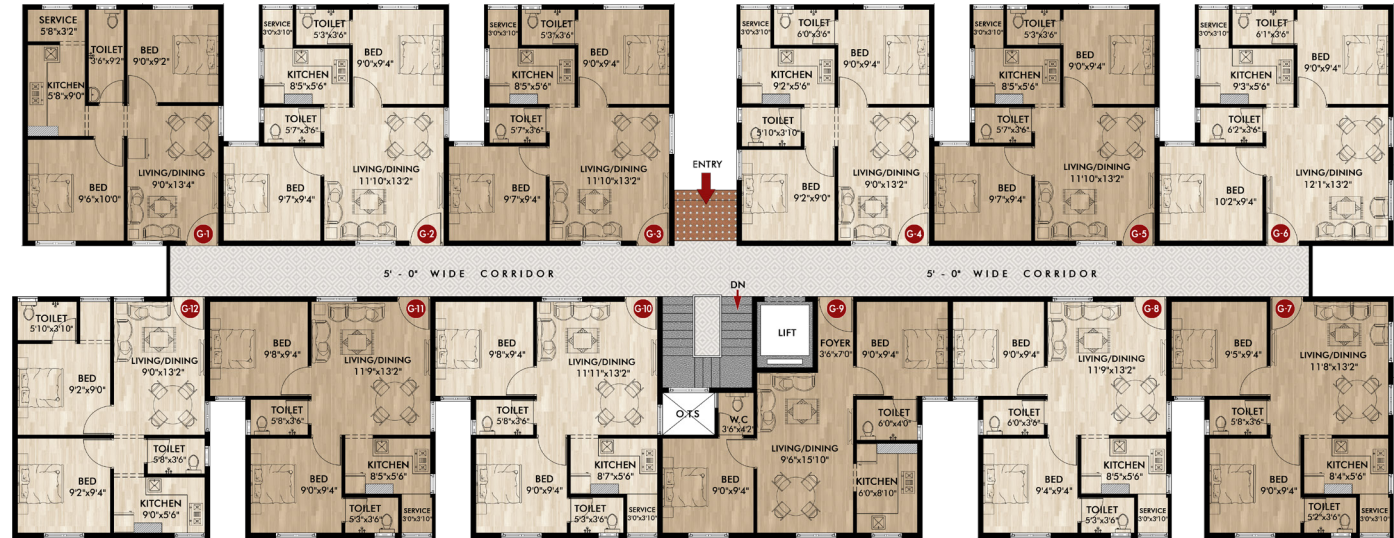 SERVICE
5'8"x3'2"
TOILET
3'6"x9'2"
BED
9'0"x9'2"
KITCHEN
5'8"x9'0"
BED
9'6"x10'0"
LIVING/DINING
9'0"x13'4"
G-1
SERVICE
3'0"x3'10"
TOILET
5'3"x3'6"
BED
9'0"x9'4"
KITCHEN
8'5"x5'6"
TOILET
5'7"x3'6"
BED
9'7"x9'4"
LIVING/DINING
11'10"x13'2"
G-2
SERVICE
3'0"x3'10"
TOILET
5'3"x3'6"
BED
9'0"x9'4"
KITCHEN
8'5"x5'6"
TOILET
5'7"x3'6"
BED
9'7"x9'4"
LIVING/DINING
11'10"x13'2"
G-3
ENTRY
SERVICE
3'0"x3'10"
TOILET
6'0"x3'6"
BED
9'0"x9'4"
KITCHEN
9'2"x5'6"
TOILET
5'10"x3'10"
BED
9'2"x9'0"
LIVING/DINING
9'0"x13'2"
G-4
SERVICE
3'0"x3'10"
TOILET
5'3"x3'6"
BED
9'0"x9'4"
KITCHEN
8'5"x5'6"
TOILET
5'7"x3'6"
BED
9'7"x9'4"
LIVING/DINING
11'10"x13'2"
G-5
SERVICE
3'0"x3'10"
TOILET
6'1"x3'6"
BED
9'0"x9'4"
KITCHEN
9'3"x5'6"
TOILET
6'2"x3'6"
BED
10'2"x9'4"
LIVING/DINING
12'1"x13'2"
G-6
5' - 0" WIDE CORRIDOR
5' - 0" WIDE CORRIDOR
G-12
TOILET
5'10"x3'10"
LIVING/DINING
9'0"x13'2"
BED
9'2"x9'0"
TOILET
5'8"x3'6"
BED
9'2"x9'4"
KITCHEN
9'0"x5'6"
G-11
BED
9'8"x9'4"
LIVING/DINING
11'9"x13'2"
TOILET
5'8"x3'6"
BED
9'0"x9'4"
KITCHEN
8'5"x5'6"
TOILET
5'3"x3'6"
SERVICE
3'0"x3'10"
G-10
BED
9'8"x9'4"
LIVING/DINING
11'11"x13'2"
TOILET
5'8"x3'6"
BED
9'0"x9'4"
KITCHEN
8'7"x5'6"
TOILET
5'3"x3'6"
SERVICE
3'0"x3'10"
DN
LIFT
O.T.S
W.C
3'6"x4'2"
G-9
FOYER
3'6"x7'0"
BED
9'0"x9'4"
TOILET
6'0"x4'0"
LIVING/DINING
9'6"x15'10"
BED
9'0"x9'4"
KITCHEN
6'0"x8'10"
G-8
BED
9'0"x9'4"
LIVING/DINING
11'9"x13'2"
TOILET
6'0"x3'6"
BED
9'4"x9'4"
KITCHEN
8'5"x5'6"
TOILET
5'3"x3'6"
SERVICE
3'0"x3'10"
G-7
BED
9'5"x9'4"
LIVING/DINING
11'8"x13'2"
TOILET
5'8"x3'6"
BED
9'0"x9'4"
KITCHEN
8'4"x5'6"
TOILET
5'2"x3'6"
SERVICE
3'0"x3'10"